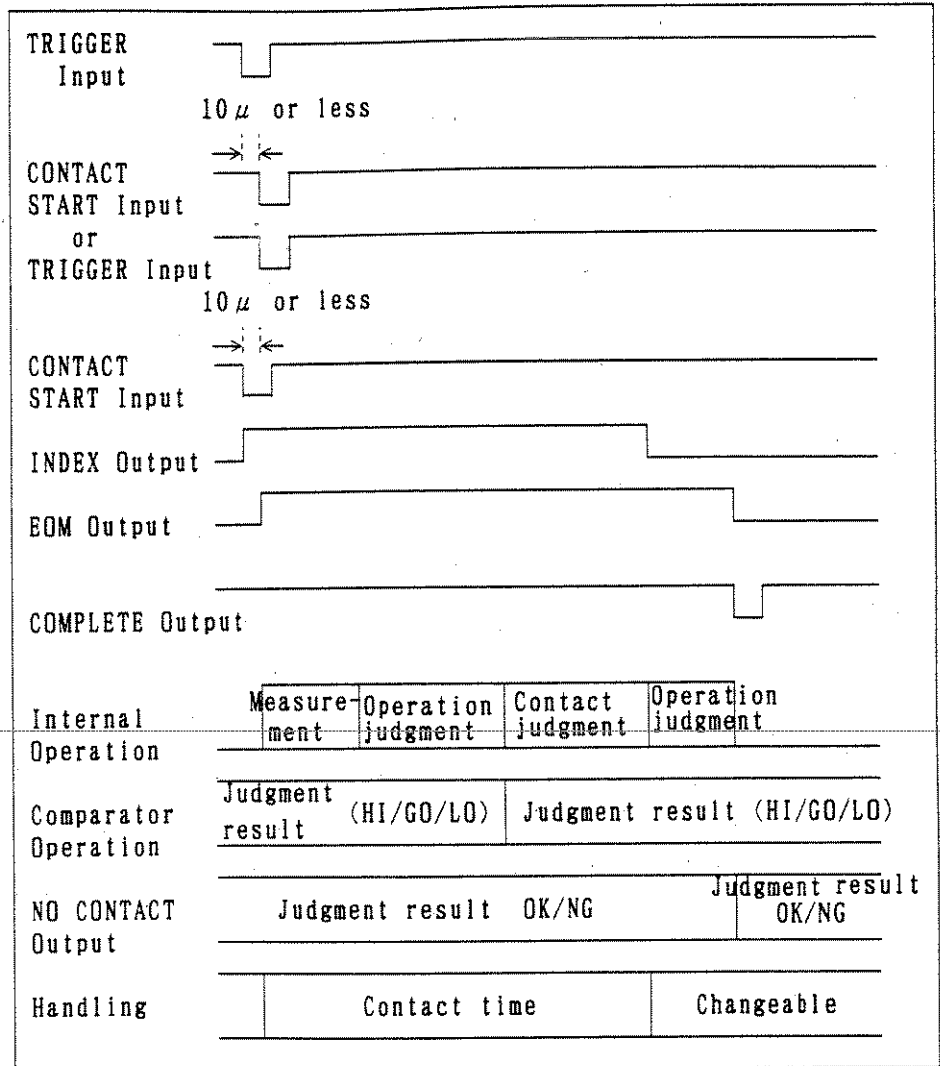 TRIGGER
Input
10μ or less
CONTACT
START Input
or
TRIGGER Input
10μ or less
CONTACT
START Input
INDEX Output
EOM Output
COMPLETE Output
Internal
Operation
Measure-
ment
Operation
judgment
Contact
judgment
Operation
judgment
Comparator
Operation
Judgment
result (HI/GO/LO)
Judgment result (HI/GO/LO)
NO CONTACT
Output
Judgment result OK/NG
Judgment result
OK/NG
Handling
Contact time
Changeable